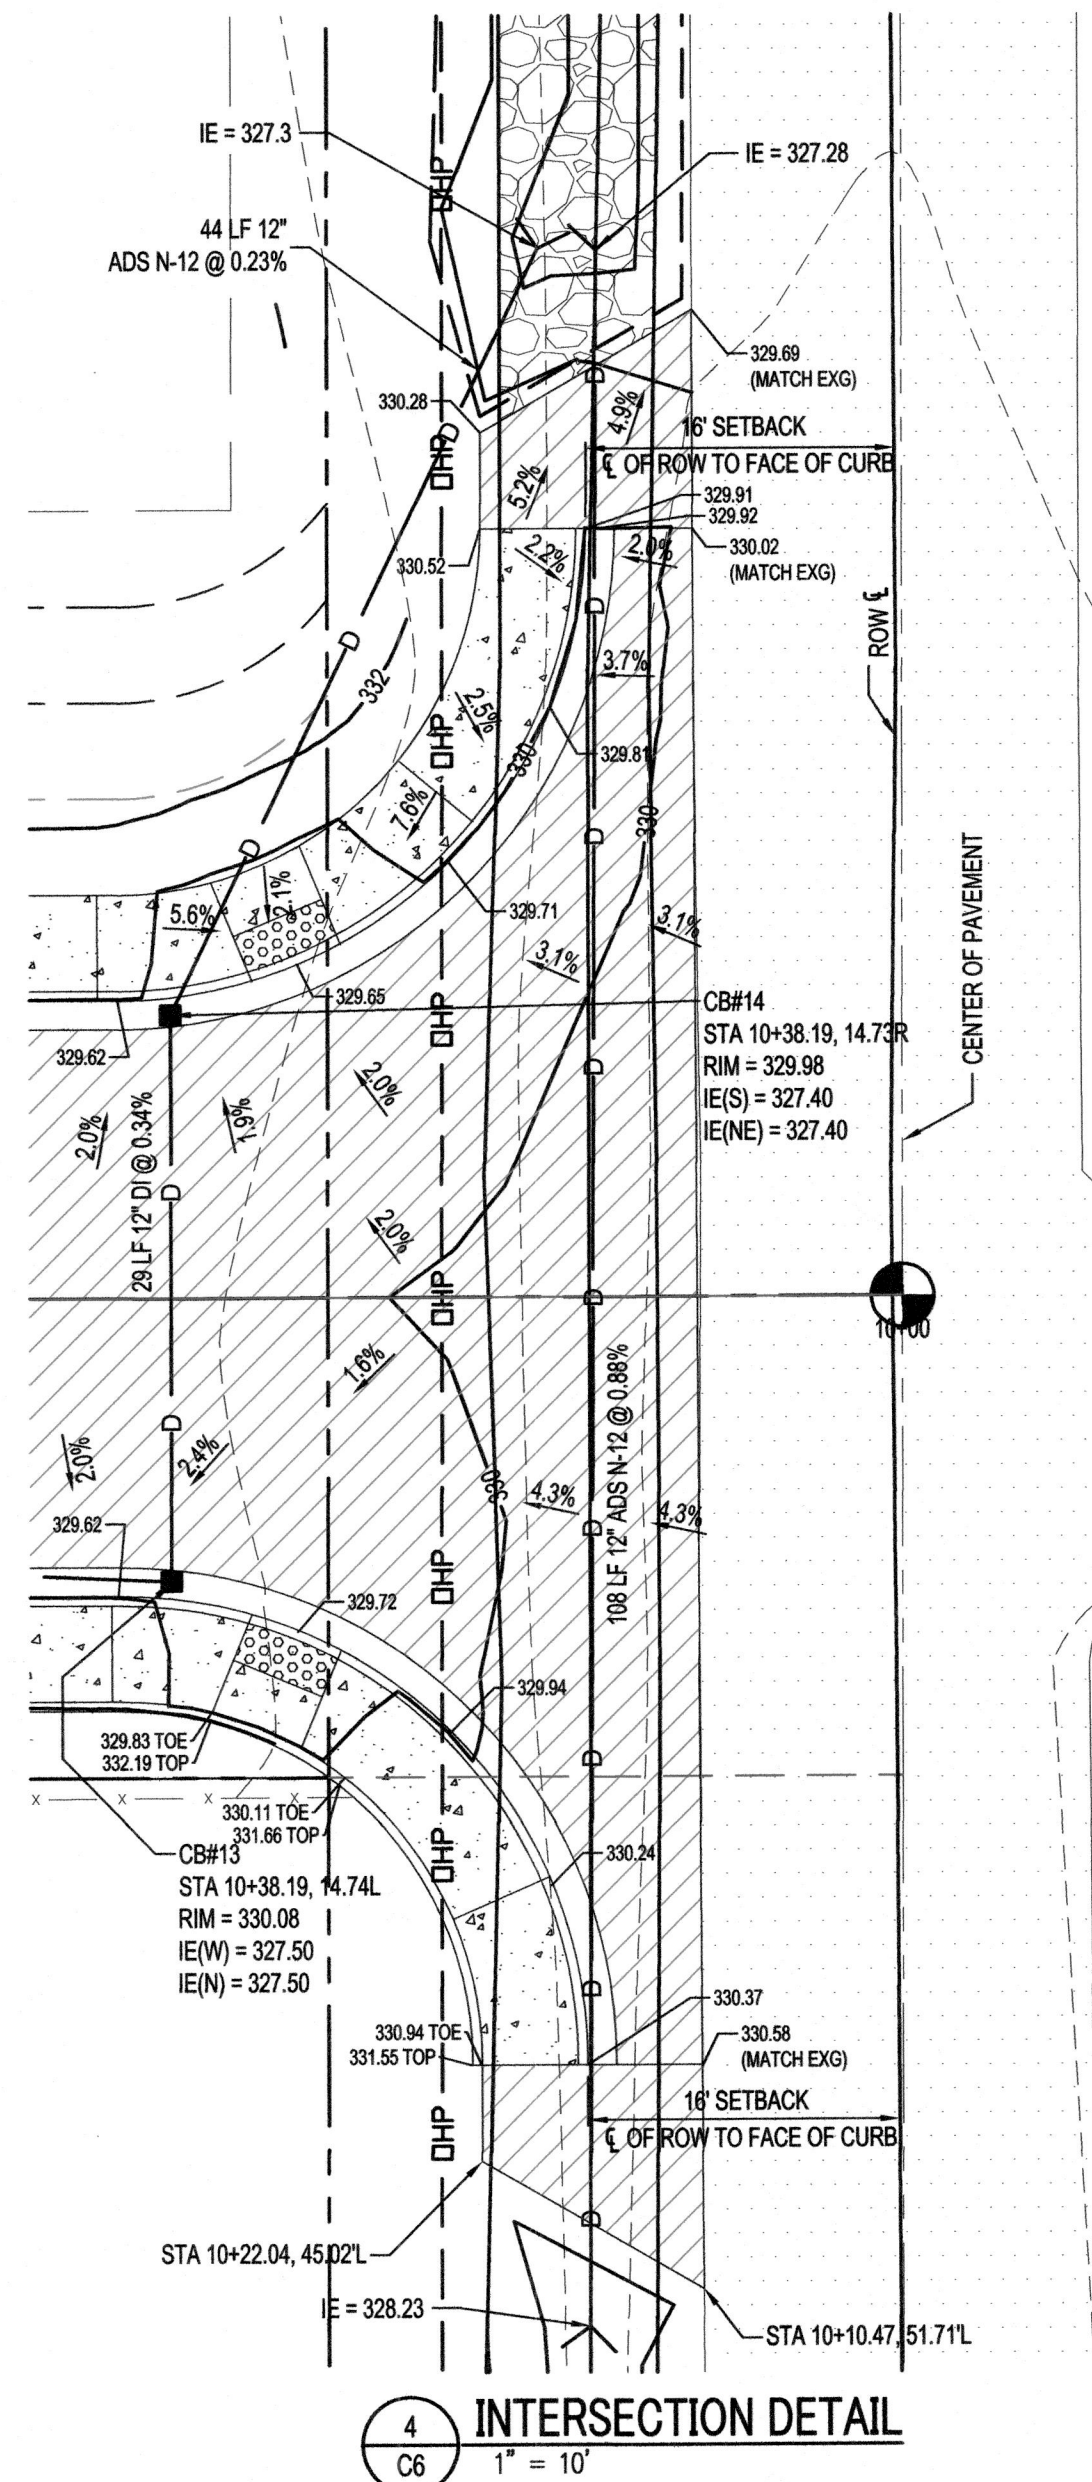 IE = 327.3
IE = 327.28
44 LF 12"
ADS N-12 @ 0.23%
OHP
329.69
(MATCH EXG)
330.28
4.9%
16' SETBACK
℄ OF ROW TO FACE OF CURB
D
D
OHP
5.2%
329.91
329.92
330.02
(MATCH EXG)
2.2%
2.0%
330.52
ROW ℄
D
D
3.7%
332
2.5%
OHP
330
329.81
7.6%
330
D
D
CENTER OF PAVEMENT
2.1%
5.6%
329.71
3.1%
3.1%
329.65
CB#14
STA 10+38.19, 14.73R
RIM = 329.98
IE(S) = 327.40
IE(NE) = 327.40
OHP
329.62
D
2.0%
2.0%
1.9%
29 LF 12" DI @ 0.34%
D
2.0%
OHP
D
10+00
1.6%
108 LF 12" ADS N-12 @ 0.88%
D
2.0%
2.4%
330
4.3%
4.3%
D
329.62
OHP
329.72
329.94
329.83 TOE
332.19 TOP
D
X
X
X
X
330.11 TOE
331.66 TOP
CB#13
STA 10+38.19, 14.74L
RIM = 330.08
IE(W) = 327.50
IE(N) = 327.50
OHP
330.24
D
330.37
330.94 TOE
331.55 TOP
330.58
(MATCH EXG)
16' SETBACK
℄ OF ROW TO FACE OF CURB
OHP
D
STA 10+22.04, 45.02'L
IE = 328.23
STA 10+10.47, 51.71'L
4
C6
INTERSECTION DETAIL
1" = 10'